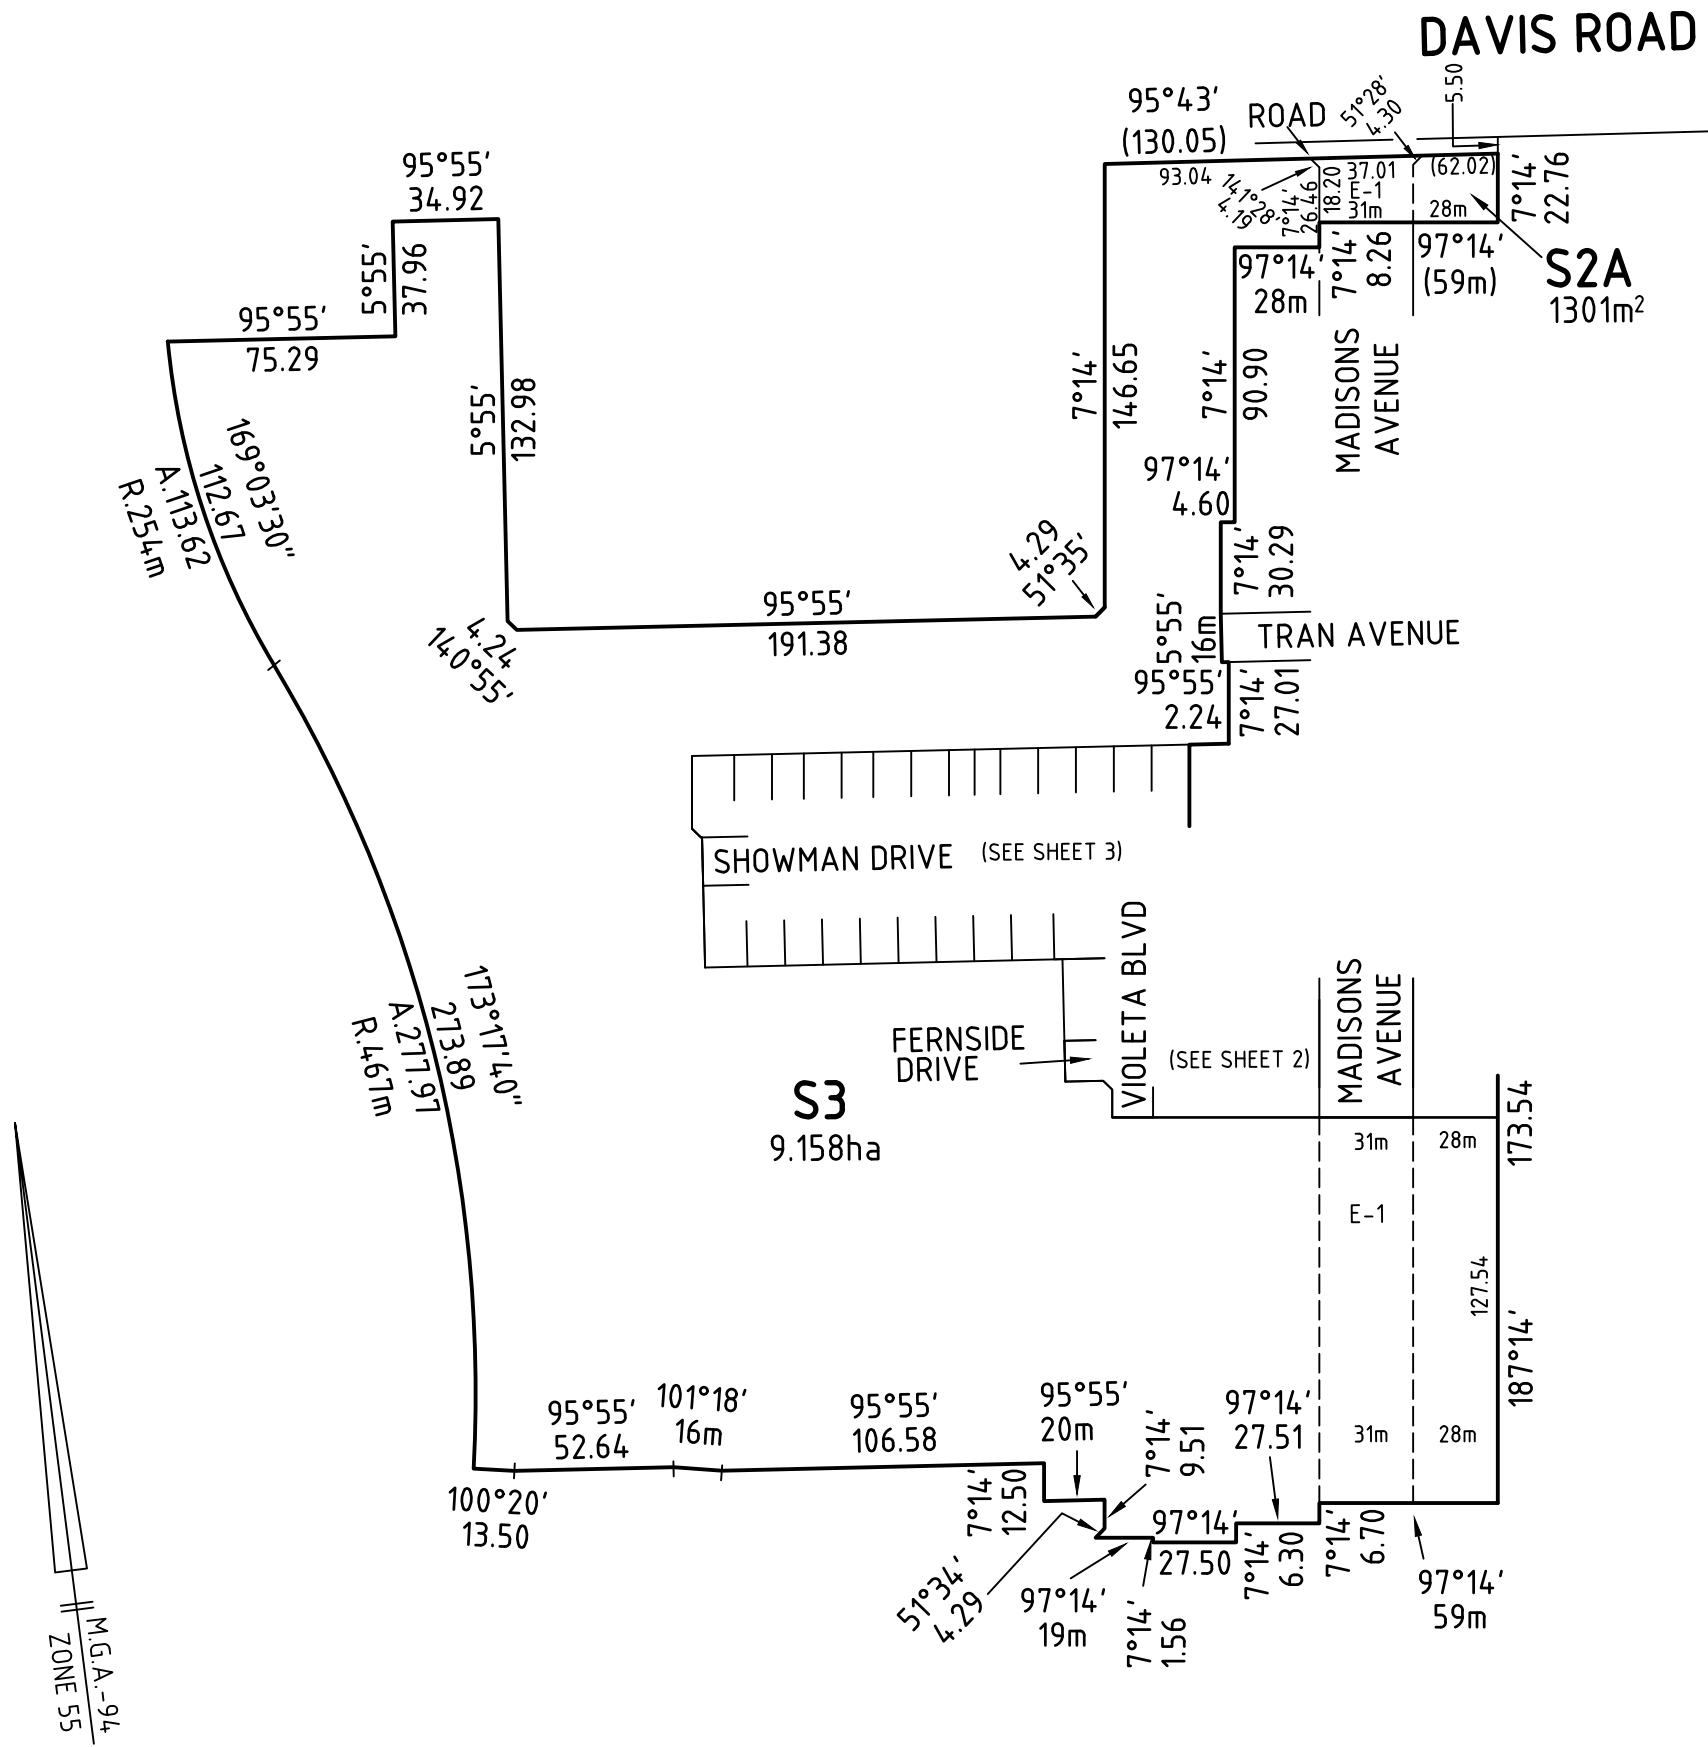 DAVIS ROAD
5.50
51°28'
4.30
ROAD
95°43'
(130.05)
93.04
141°28'
4.19
7°14'
26.46
18.20
37.01
E-1
31m
(62.02)
28m
7°14'
22.76
S2A
1301m²
95°55'
34.92
5°55'
37.96
95°55'
75.29
97°14'
28m
7°14'
8.26
97°14'
(59m)
MADISONS
AVENUE
5°55'
132.98
7°14'
146.65
7°14'
90.90
169°03'30"
112.67
A.113.62
R.254m
97°14'
4.60
4.29
51°35'
7°14'
30.29
95°55'
191.38
4.24
140°55'
5°55'
16m
TRAN AVENUE
95°55'
2.24
7°14'
27.01
SHOWMAN DRIVE
(SEE SHEET 3)
VIOLETA BLVD
FERNSIDE
DRIVE
(SEE SHEET 2)
MADISONS
AVENUE
173°17'40"
273.89
A.277.97
R.467m
S3
9.158ha
31m
28m
E-1
173.54
127.54
187°14'
31m
28m
95°55'
52.64
101°18'
16m
95°55'
106.58
95°55'
20m
7°14'
9.51
97°14'
27.51
100°20'
13.50
7°14'
12.50
97°14'
27.50
7°14'
6.30
7°14'
6.70
97°14'
59m
51°34'
4.29
97°14'
19m
7°14'
1.56
M.G.A.-94
ZONE 55